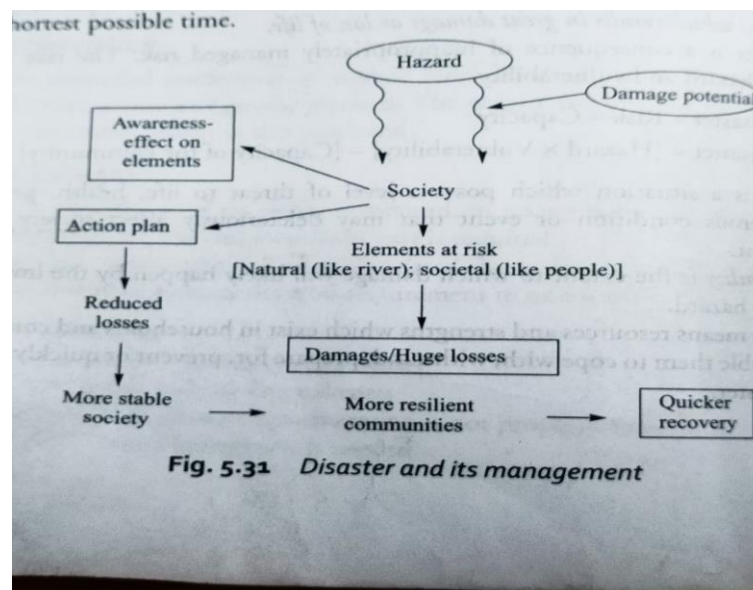 hortest possible time.
Hazard
Damage potential
Awareness-
effect on
elements
Society
Action plan
Elements at risk
[Natural (like river); societal (like people)]
Reduced
losses
Damages/Huge losses
More stable
society
More resilient
communities
Quicker
recovery
Fig. 5.31 Disaster and its management